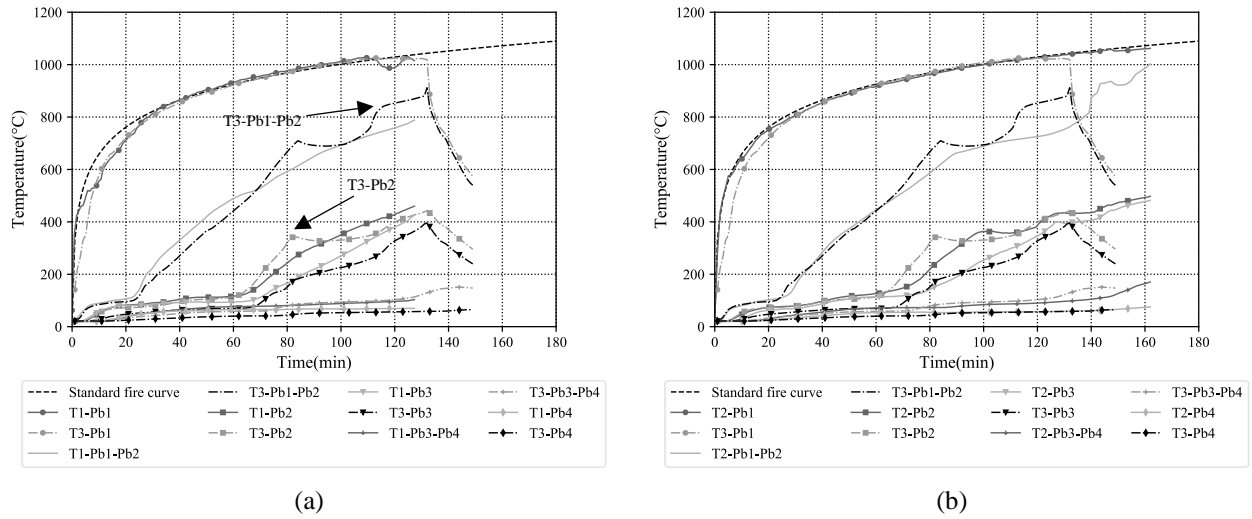 1200
1000
800
600
400
200
0
Temperature(°C)
T3-Pb1-Pb2
T3-Pb2
0 20 40 60 80 100 120 140 160 180
Time(min)
Standard fire curve T3-Pb1-Pb2 T1-Pb3 T3-Pb3-Pb4
T1-Pb1 T1-Pb2 T3-Pb3 T1-Pb4
T3-Pb1 T3-Pb2 T1-Pb3-Pb4 T3-Pb4
T1-Pb1-Pb2
(a)
1200
1000
800
600
400
200
0
Temperature(°C)
0 20 40 60 80 100 120 140 160 180
Time(min)
Standard fire curve T3-Pb1-Pb2 T2-Pb3 T3-Pb3-Pb4
T2-Pb1 T2-Pb2 T3-Pb3 T2-Pb4
T3-Pb1 T3-Pb2 T2-Pb3-Pb4 T3-Pb4
T2-Pb1-Pb2
(b)